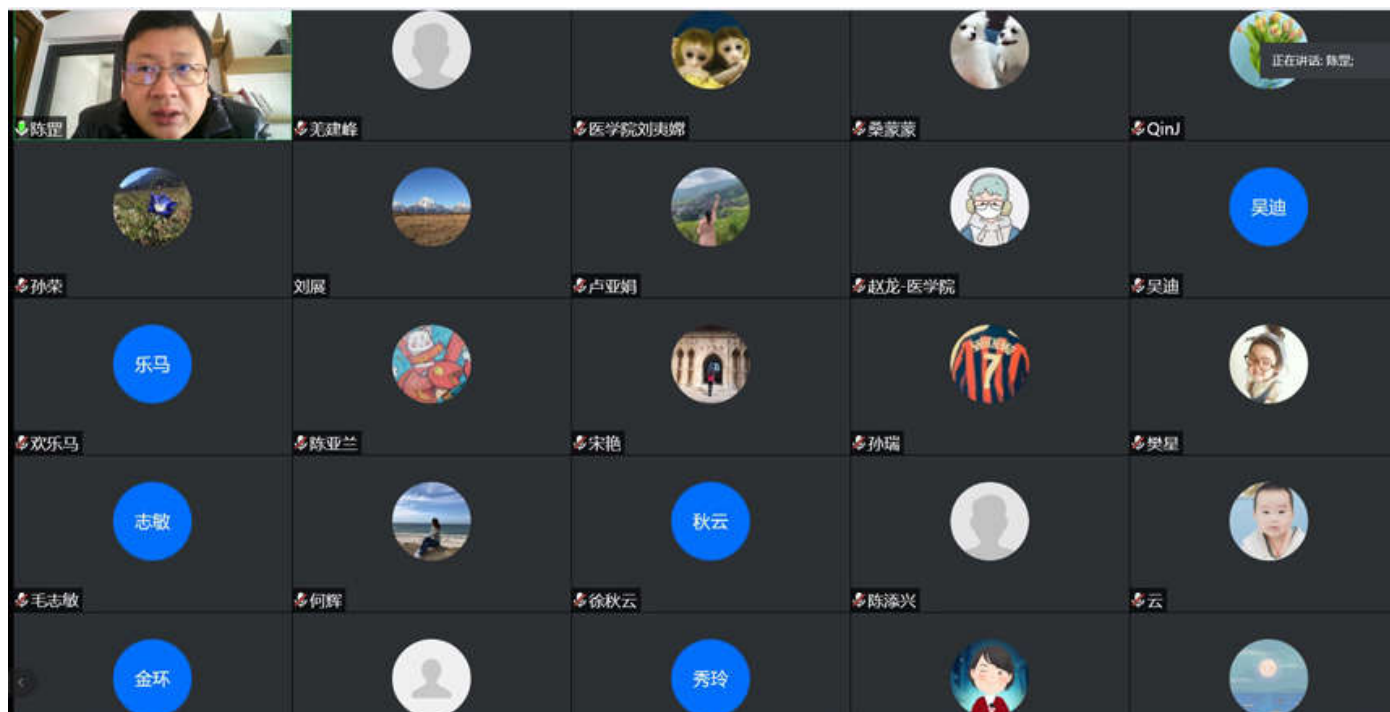 正在讲话: 陈罡;
陈罡
羌建峰
医学院刘夷嫦
桑蒙蒙
QinJ
吴迪
孙荣
刘展
卢亚娟
赵龙-医学院
吴迪
乐马
7
欢乐马
陈亚兰
宋艳
孙瑞
樊星
志敏
秋云
毛志敏
何辉
徐秋云
陈添兴
云
金环
秀玲